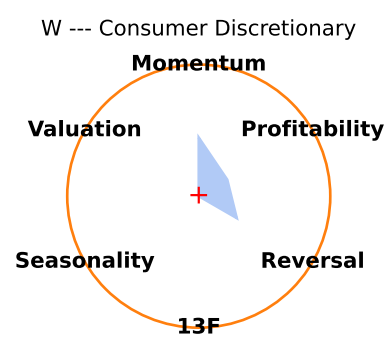 W --- Consumer Discretionary
Momentum
Valuation
Profitability
Seasonality
Reversal
13F